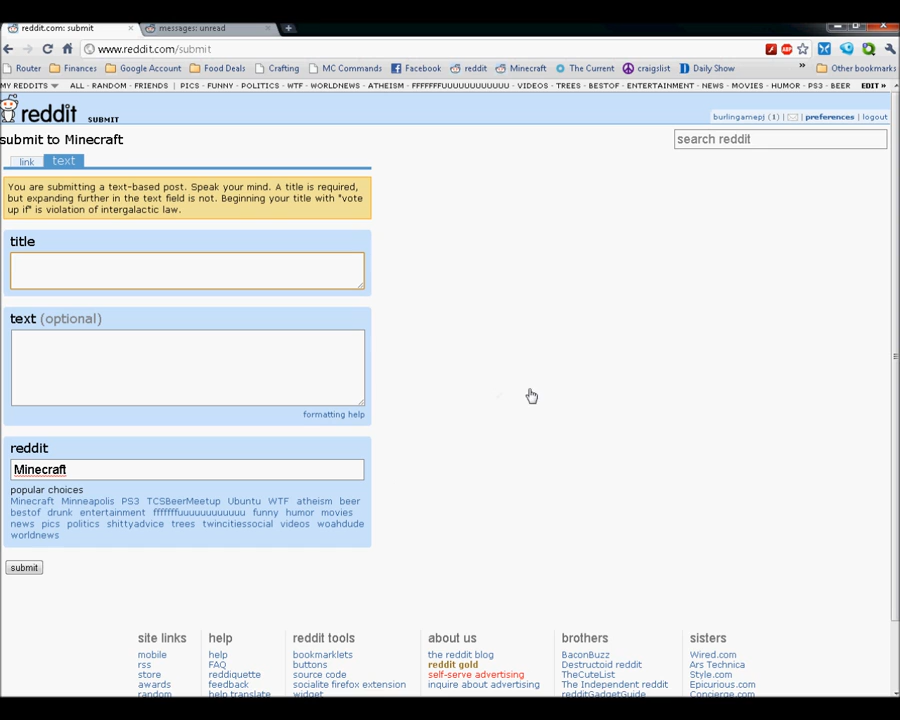 reddit.com: submit
messages: unread
www.reddit.com/submit
Router Finances Google Account Food Deals Crafting MC Commands Facebook reddit Minecraft The Current craigslist Daily Show » Other bookmarks
MY REDDITS ALL - RANDOM - FRIENDS | PICS - FUNNY - POLITICS - WTF - WORLDNEWS - ATHEISM - FFFFFFFUUUUUUUUUUUU - VIDEOS - TREES - BESTOF - ENTERTAINMENT - NEWS - MOVIES - HUMOR - PS3 - BEER EDIT »
reddit SUBMIT
burlingamepj (1) | | preferences | logout
submit to Minecraft
search reddit
link text
You are submitting a text-based post. Speak your mind. A title is required,
but expanding further in the text field is not. Beginning your title with "vote
up if" is violation of intergalactic law.
title
text (optional)
formatting help
reddit
Minecraft
popular choices
Minecraft Minneapolis PS3 TCSBeerMeetup Ubuntu WTF atheism beer
bestof drunk entertainment fffffffuuuuuuuuuuuu funny humor movies
news pics politics shittyadvice trees twincitiessocial videos woahdude
worldnews
submit
site links help reddit tools about us brothers sisters
mobile help bookmarklets the reddit blog BaconBuzz Wired.com
rss FAQ buttons reddit gold Destructoid reddit Ars Technica
store reddiquette source code self-serve advertising TheCuteList Style.com
awards feedback socialite firefox extension inquire about advertising The Independent reddit Epicurious.com
random help translate widget redditGadgetGuide Concierge.com